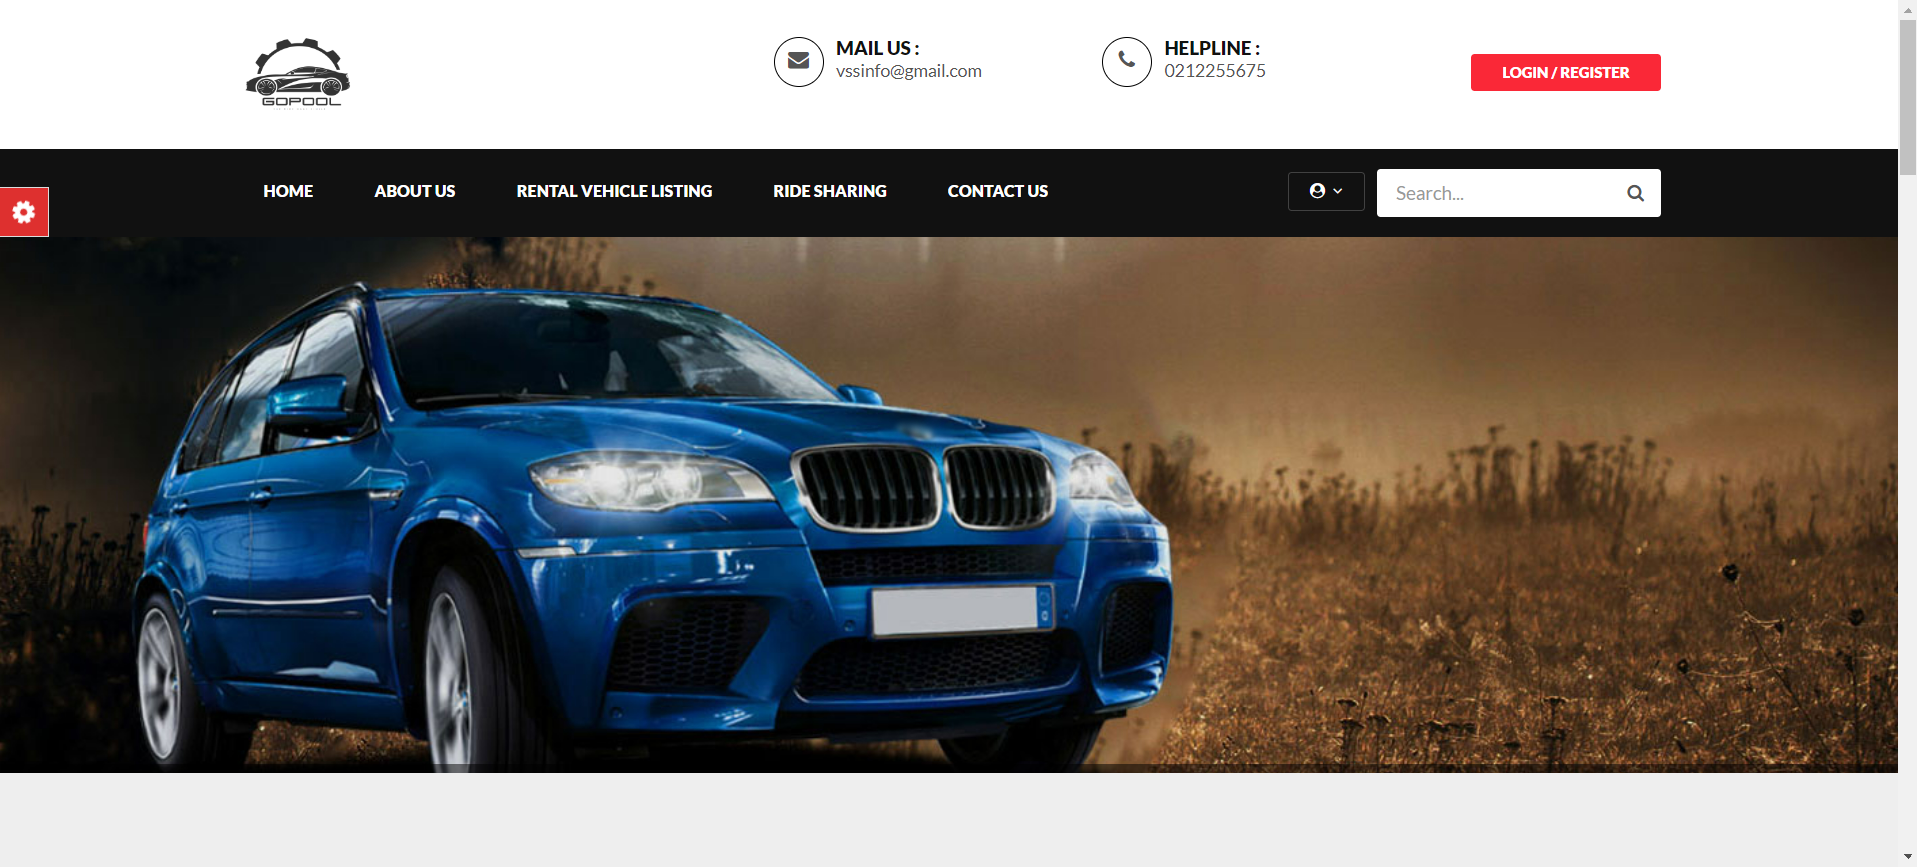 GOPOOL
MAIL US :
vssinfo@gmail.com
HELPLINE :
0212255675
LOGIN / REGISTER
HOME
ABOUT US
RENTAL VEHICLE LISTING
RIDE SHARING
CONTACT US
Search...